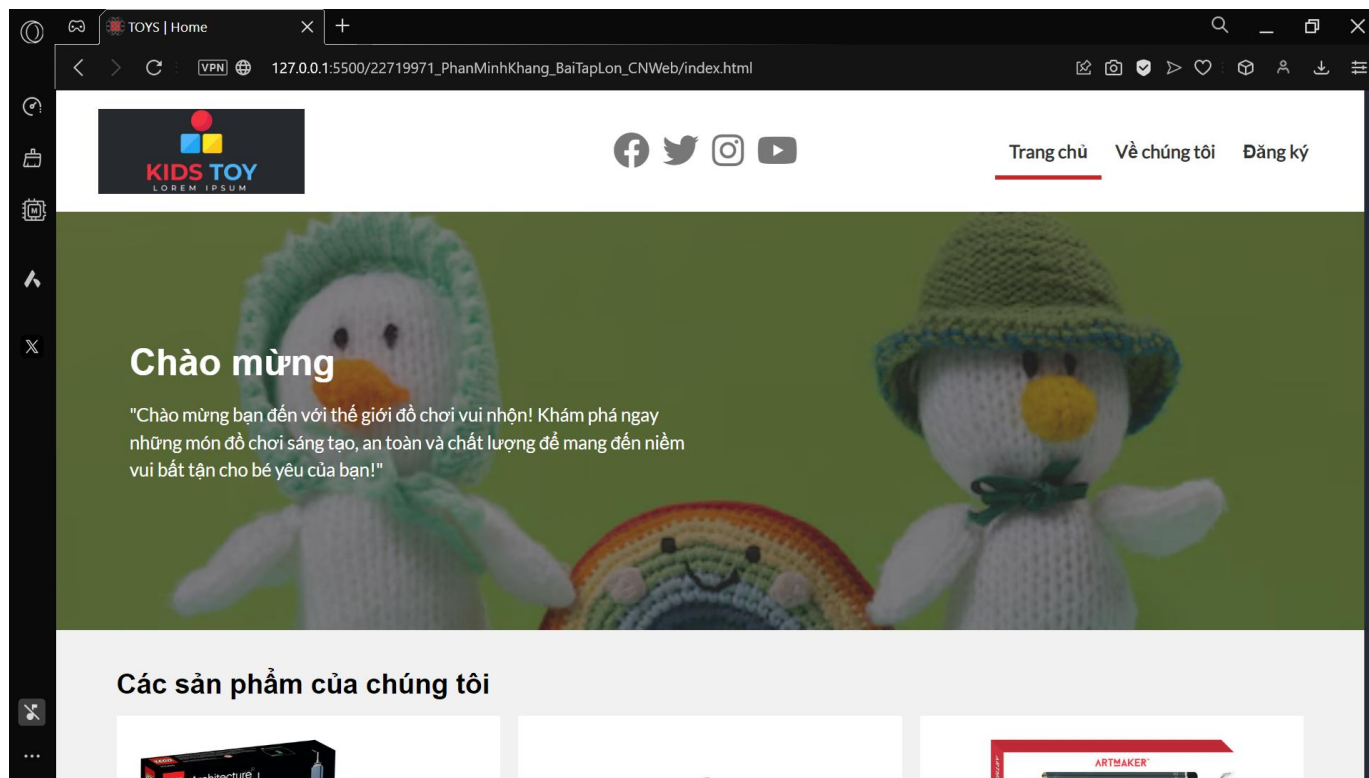 TOYS | Home
VPN
127.0.0.1:5500/22719971_PhanMinhKhang_BaiTapLon_CNWeb/index.html
KIDS TOY
LOREM IPSUM
Trang chủ Về chúng tôi Đăng ký
M
Chào mừng
"Chào mừng bạn đến với thế giới đồ chơi vui nhộn! Khám phá ngay
những món đồ chơi sáng tạo, an toàn và chất lượng để mang đến niềm
vui bất tận cho bé yêu của bạn!"
Các sản phẩm của chúng tôi
LEGO
Architecture
ARTMAKER